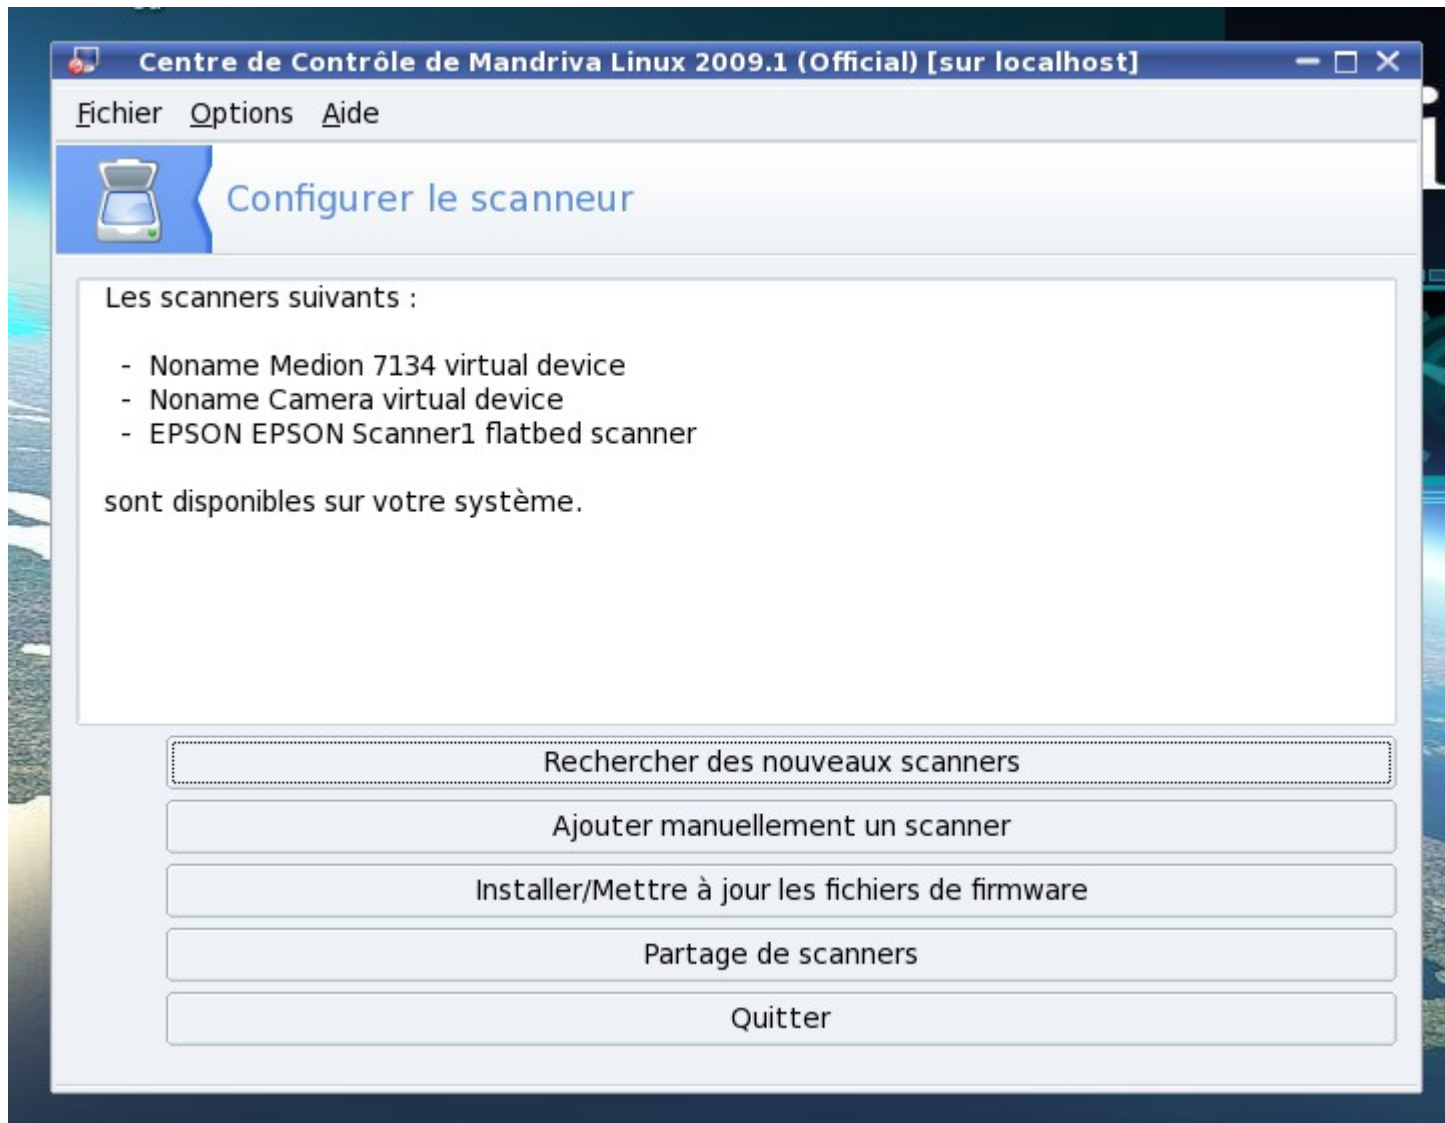 Centre de Contrôle de Mandriva Linux 2009.1 (Official) [sur localhost]
Fichier Options Aide
Configurer le scanneur
Les scanners suivants :
- Noname Medion 7134 virtual device
- Noname Camera virtual device
- EPSON EPSON Scanner1 flatbed scanner
sont disponibles sur votre système.
Rechercher des nouveaux scanners
Ajouter manuellement un scanner
Installer/Mettre à jour les fichiers de firmware
Partage de scanners
Quitter